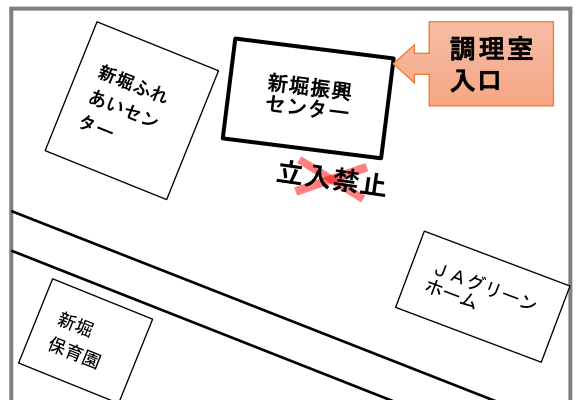 新堀ふれ
あいセン
ター
新堀振興
センター
調理室
入口
立入禁止
ＪＡグリーン
ホーム
新堀
保育園